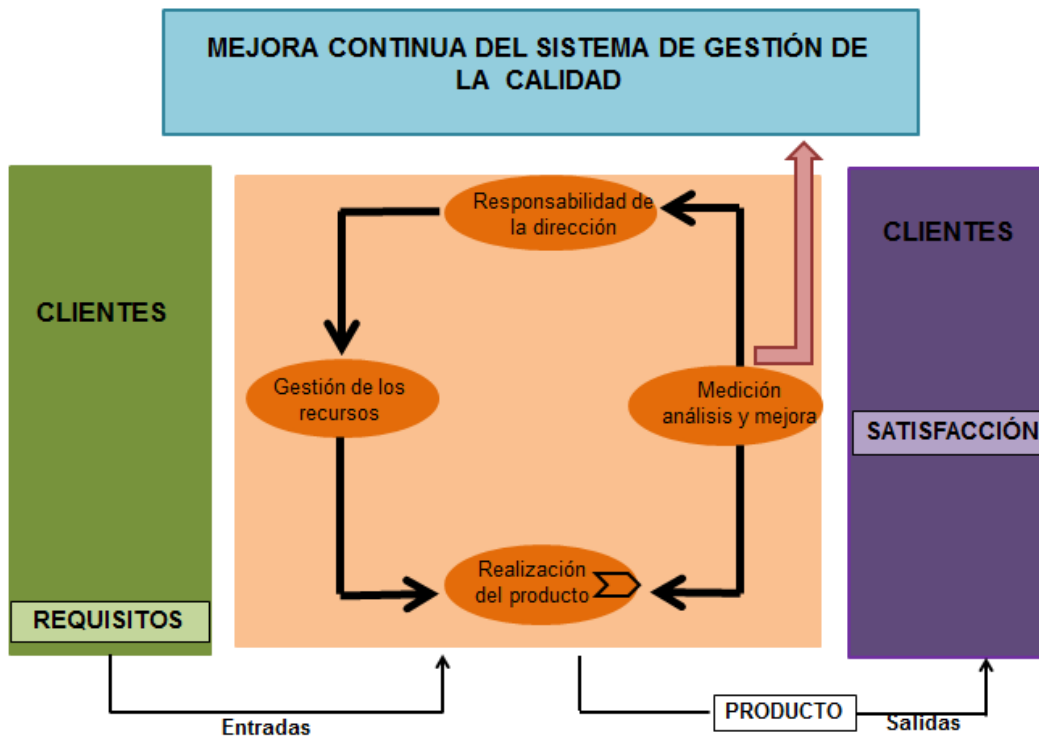 MEJORA CONTINUA DEL SISTEMA DE GESTIÓN DE
LA CALIDAD
CLIENTES
REQUISITOS
Responsabilidad de
la dirección
Gestión de los
recursos
Medición
análisis y mejora
Realización
del producto
CLIENTES
SATISFACCIÓN
Entradas
PRODUCTO
Salidas